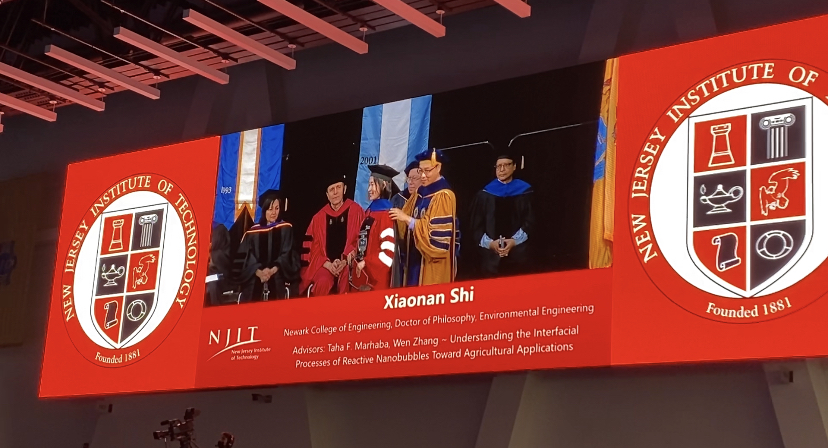 NEW JERSEY INSTITUTE OF TECHNOLOGY
Founded 1881
1993
2001
Xiaonan Shi
NJIT
New Jersey Institute
of Technology
Newark College of Engineering, Doctor of Philosophy, Environmental Engineering
Advisors: Taha F. Marhaba, Wen Zhang – Understanding the Interfacial
Processes of Reactive Nanobubbles Toward Agricultural Applications
NEW JERSEY INSTITUTE OF
Founded 1881